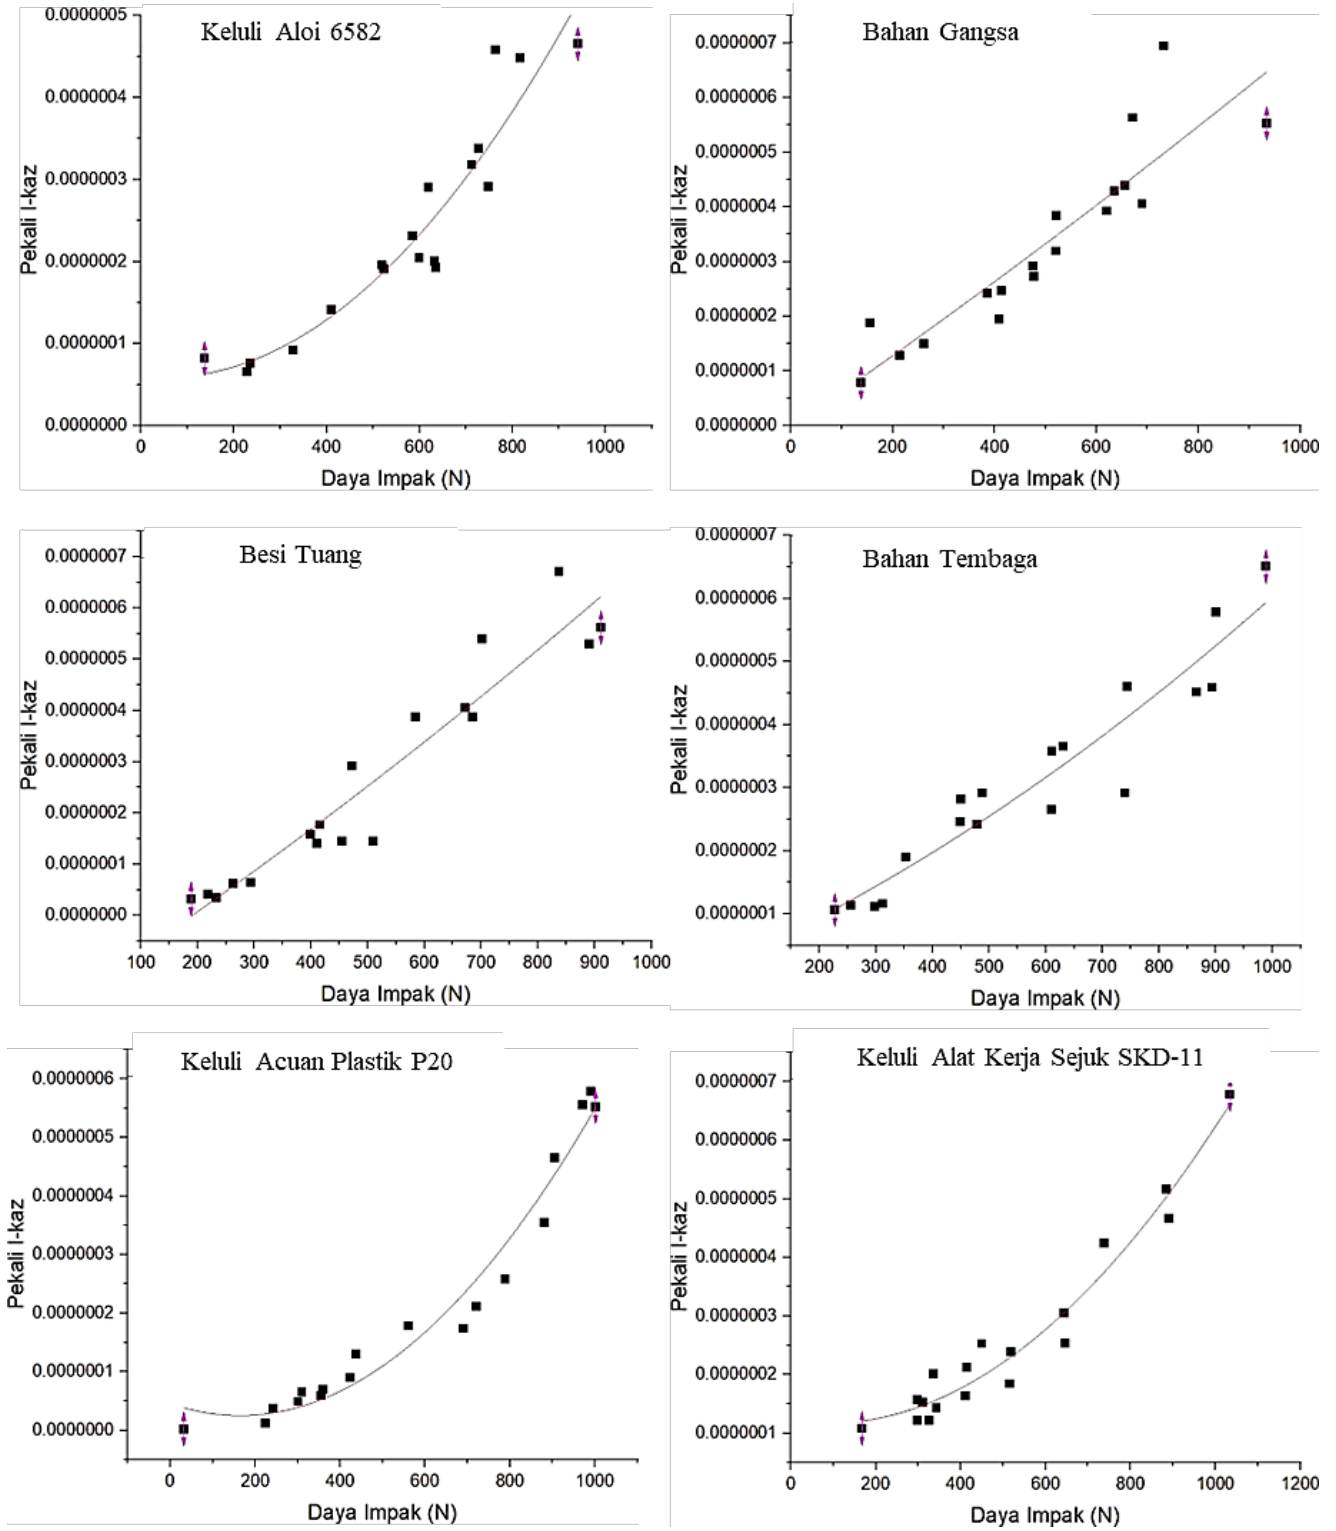 Keluli Aloi 6582
0.0000005
0.0000004
0.0000003
0.0000002
0.0000001
0.0000000
Pekali I-kaz
0 200 400 600 800 1000
Daya Impak (N)
Bahan Gangsa
0.0000007
0.0000006
0.0000005
0.0000004
0.0000003
0.0000002
0.0000001
0.0000000
Pekali I-kaz
0 200 400 600 800 1000
Daya Impak (N)
Besi Tuang
0.0000007
0.0000006
0.0000005
0.0000004
0.0000003
0.0000002
0.0000001
0.0000000
Pekali I-kaz
100 200 300 400 500 600 700 800 900 1000
Daya Impak (N)
Bahan Tembaga
0.0000007
0.0000006
0.0000005
0.0000004
0.0000003
0.0000002
0.0000001
Pekali I-kaz
200 300 400 500 600 700 800 900 1000
Daya Impak (N)
Keluli Acuan Plastik P20
0.0000006
0.0000005
0.0000004
0.0000003
0.0000002
0.0000001
0.0000000
Pekali I-kaz
0 200 400 600 800 1000
Daya Impak (N)
Keluli Alat Kerja Sejuk SKD-11
0.0000007
0.0000006
0.0000005
0.0000004
0.0000003
0.0000002
0.0000001
Pekali I-kaz
0 200 400 600 800 1000 1200
Daya Impak (N)